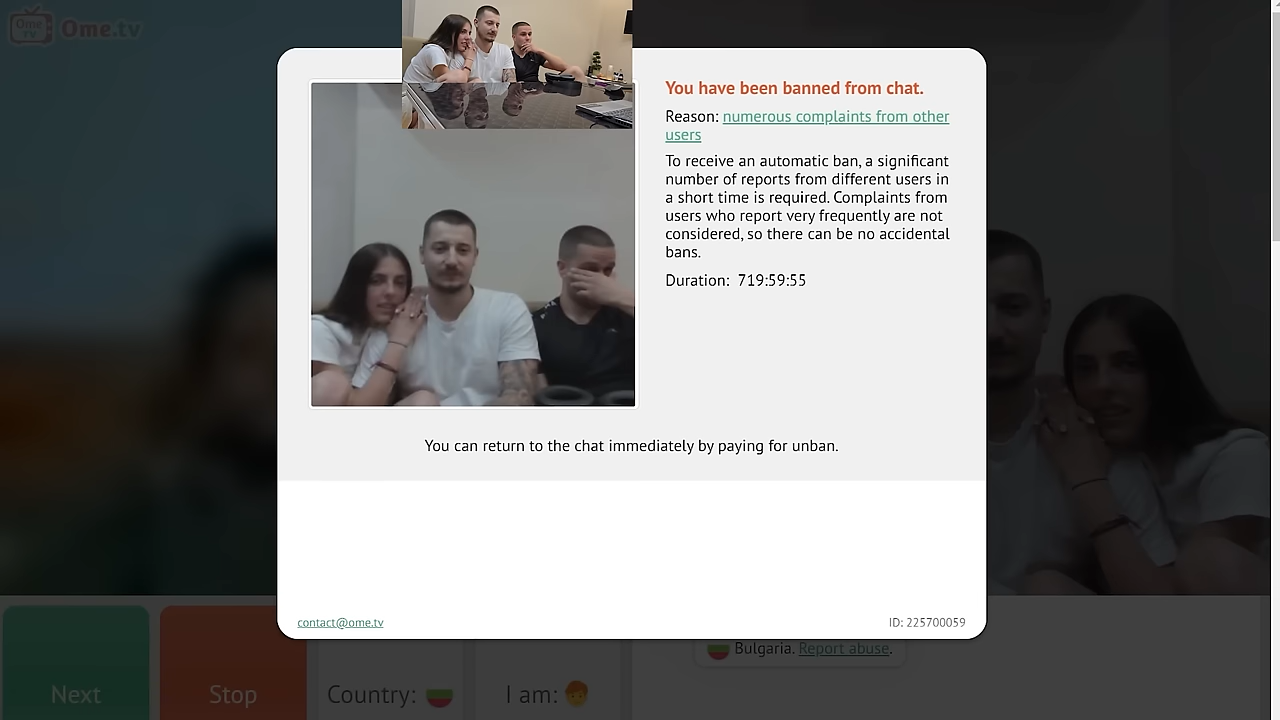 Ome TV
Ome.tv
You have been banned from chat.
Reason: numerous complaints from other
users
To receive an automatic ban, a significant
number of reports from different users in
a short time is required. Complaints from
users who report very frequently are not
considered, so there can be no accidental
bans.
Duration: 719:59:55
You can return to the chat immediately by paying for unban.
contact@ome.tv
ID: 225700059
Bulgaria. Report abuse.
Next
Stop
Country:
I am: